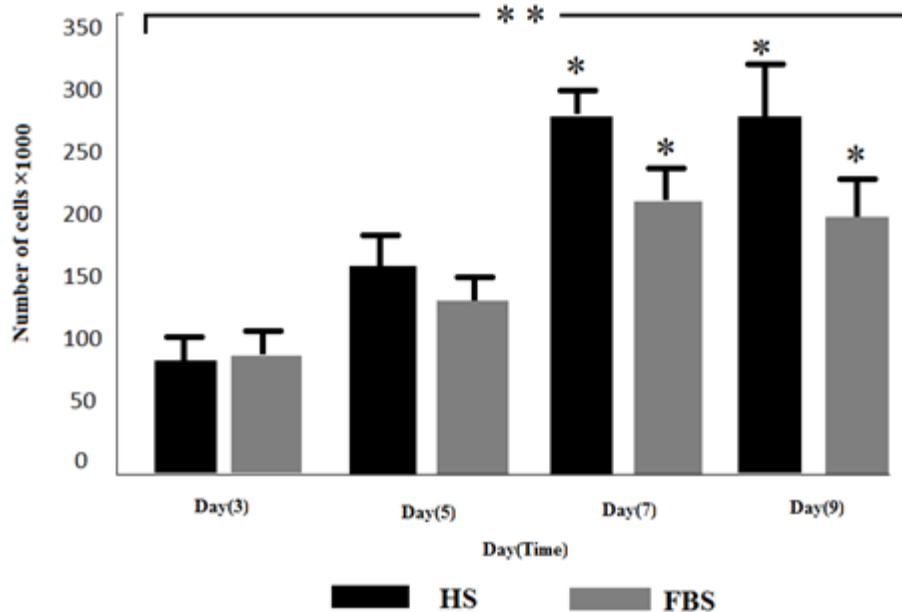 * *
350
300
250
200
150
100
50
0
Number of cells ×1000
*
*
*
*
Day(3)
Day(5)
Day(7)
Day(9)
Day(Time)
HS
FBS